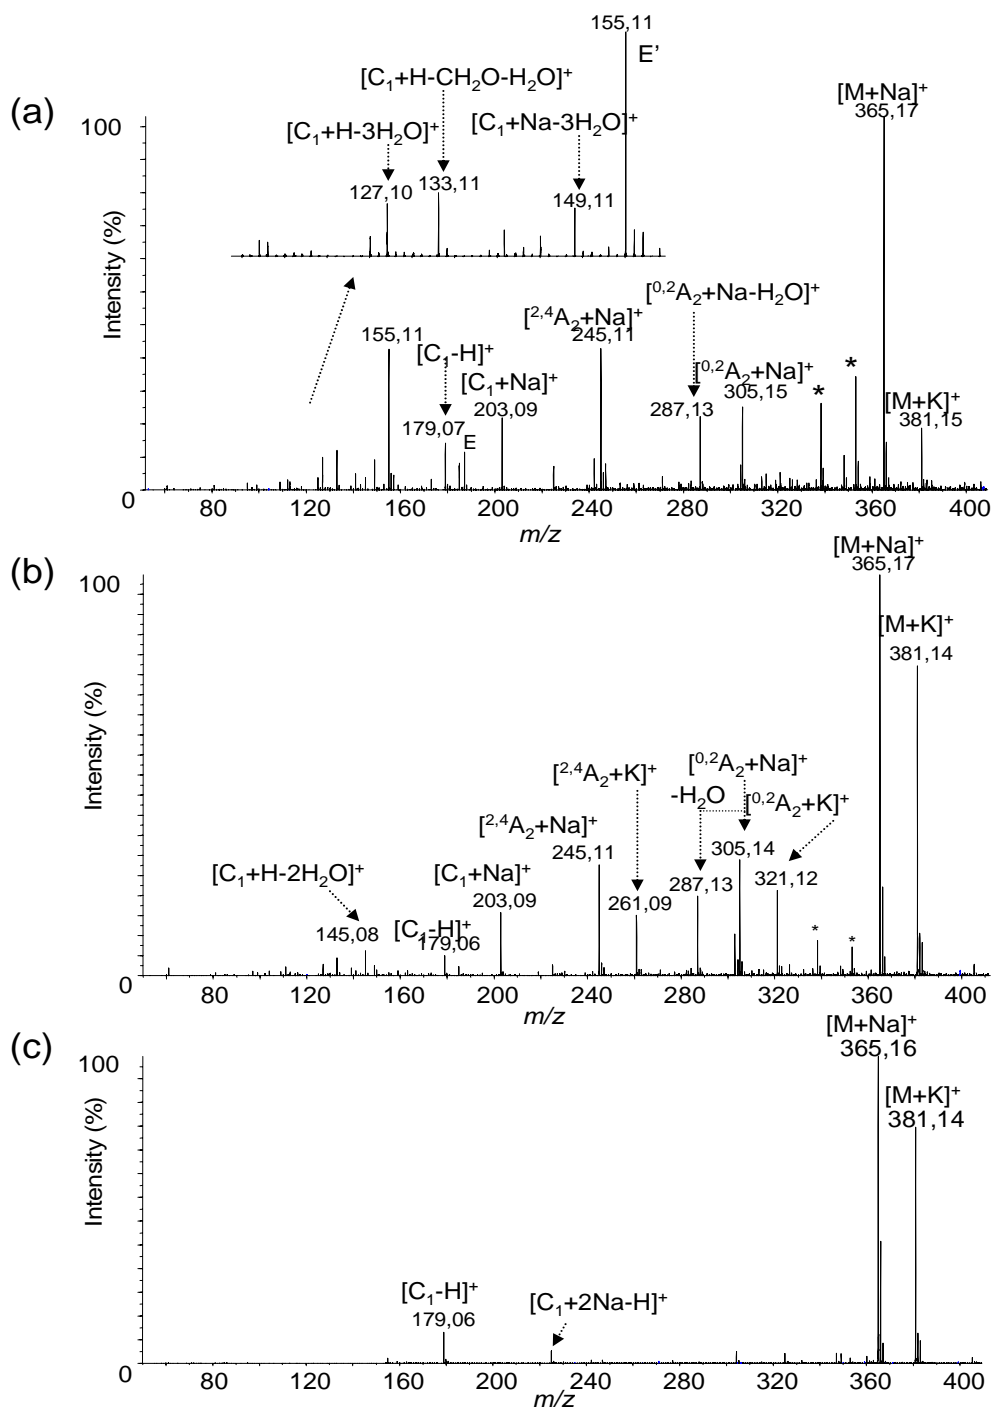 (a)
155,11
E’
[C₁+H-CH₂O-H₂O]⁺
[M+Na]⁺
365,17
100
[C₁+H-3H₂O]⁺
[C₁+Na-3H₂O]⁺
127,10
133,11
149,11
Intensity (%)
[⁰,²A₂+Na-H₂O]⁺
[²,⁴A₂+Na]⁺
155,11
245,11
[C₁-H]⁺
[⁰,²A₂+Na]⁺
*
*
[C₁+Na]⁺
305,15
[M+K]⁺
203,09
287,13
381,15
179,07
E
0
80 120 160 200 240 280 320 360 400
m/z
(b)
[M+Na]⁺
365,17
100
[M+K]⁺
381,14
Intensity (%)
[⁰,²A₂+Na]⁺
[²,⁴A₂+K]⁺
-H₂O
[⁰,²A₂+K]⁺
[²,⁴A₂+Na]⁺
305,14
245,11
[C₁+H-2H₂O]⁺
[C₁+Na]⁺
287,13
321,12
203,09
261,09
145,08
[C₁-H]⁺
179,06
*
*
0
80 120 160 200 240 280 320 360 400
m/z
(c)
[M+Na]⁺
365,16
100
[M+K]⁺
381,14
Intensity (%)
[C₁-H]⁺
179,06
[C₁+2Na-H]⁺
0
80 120 160 200 240 280 320 360 400
m/z